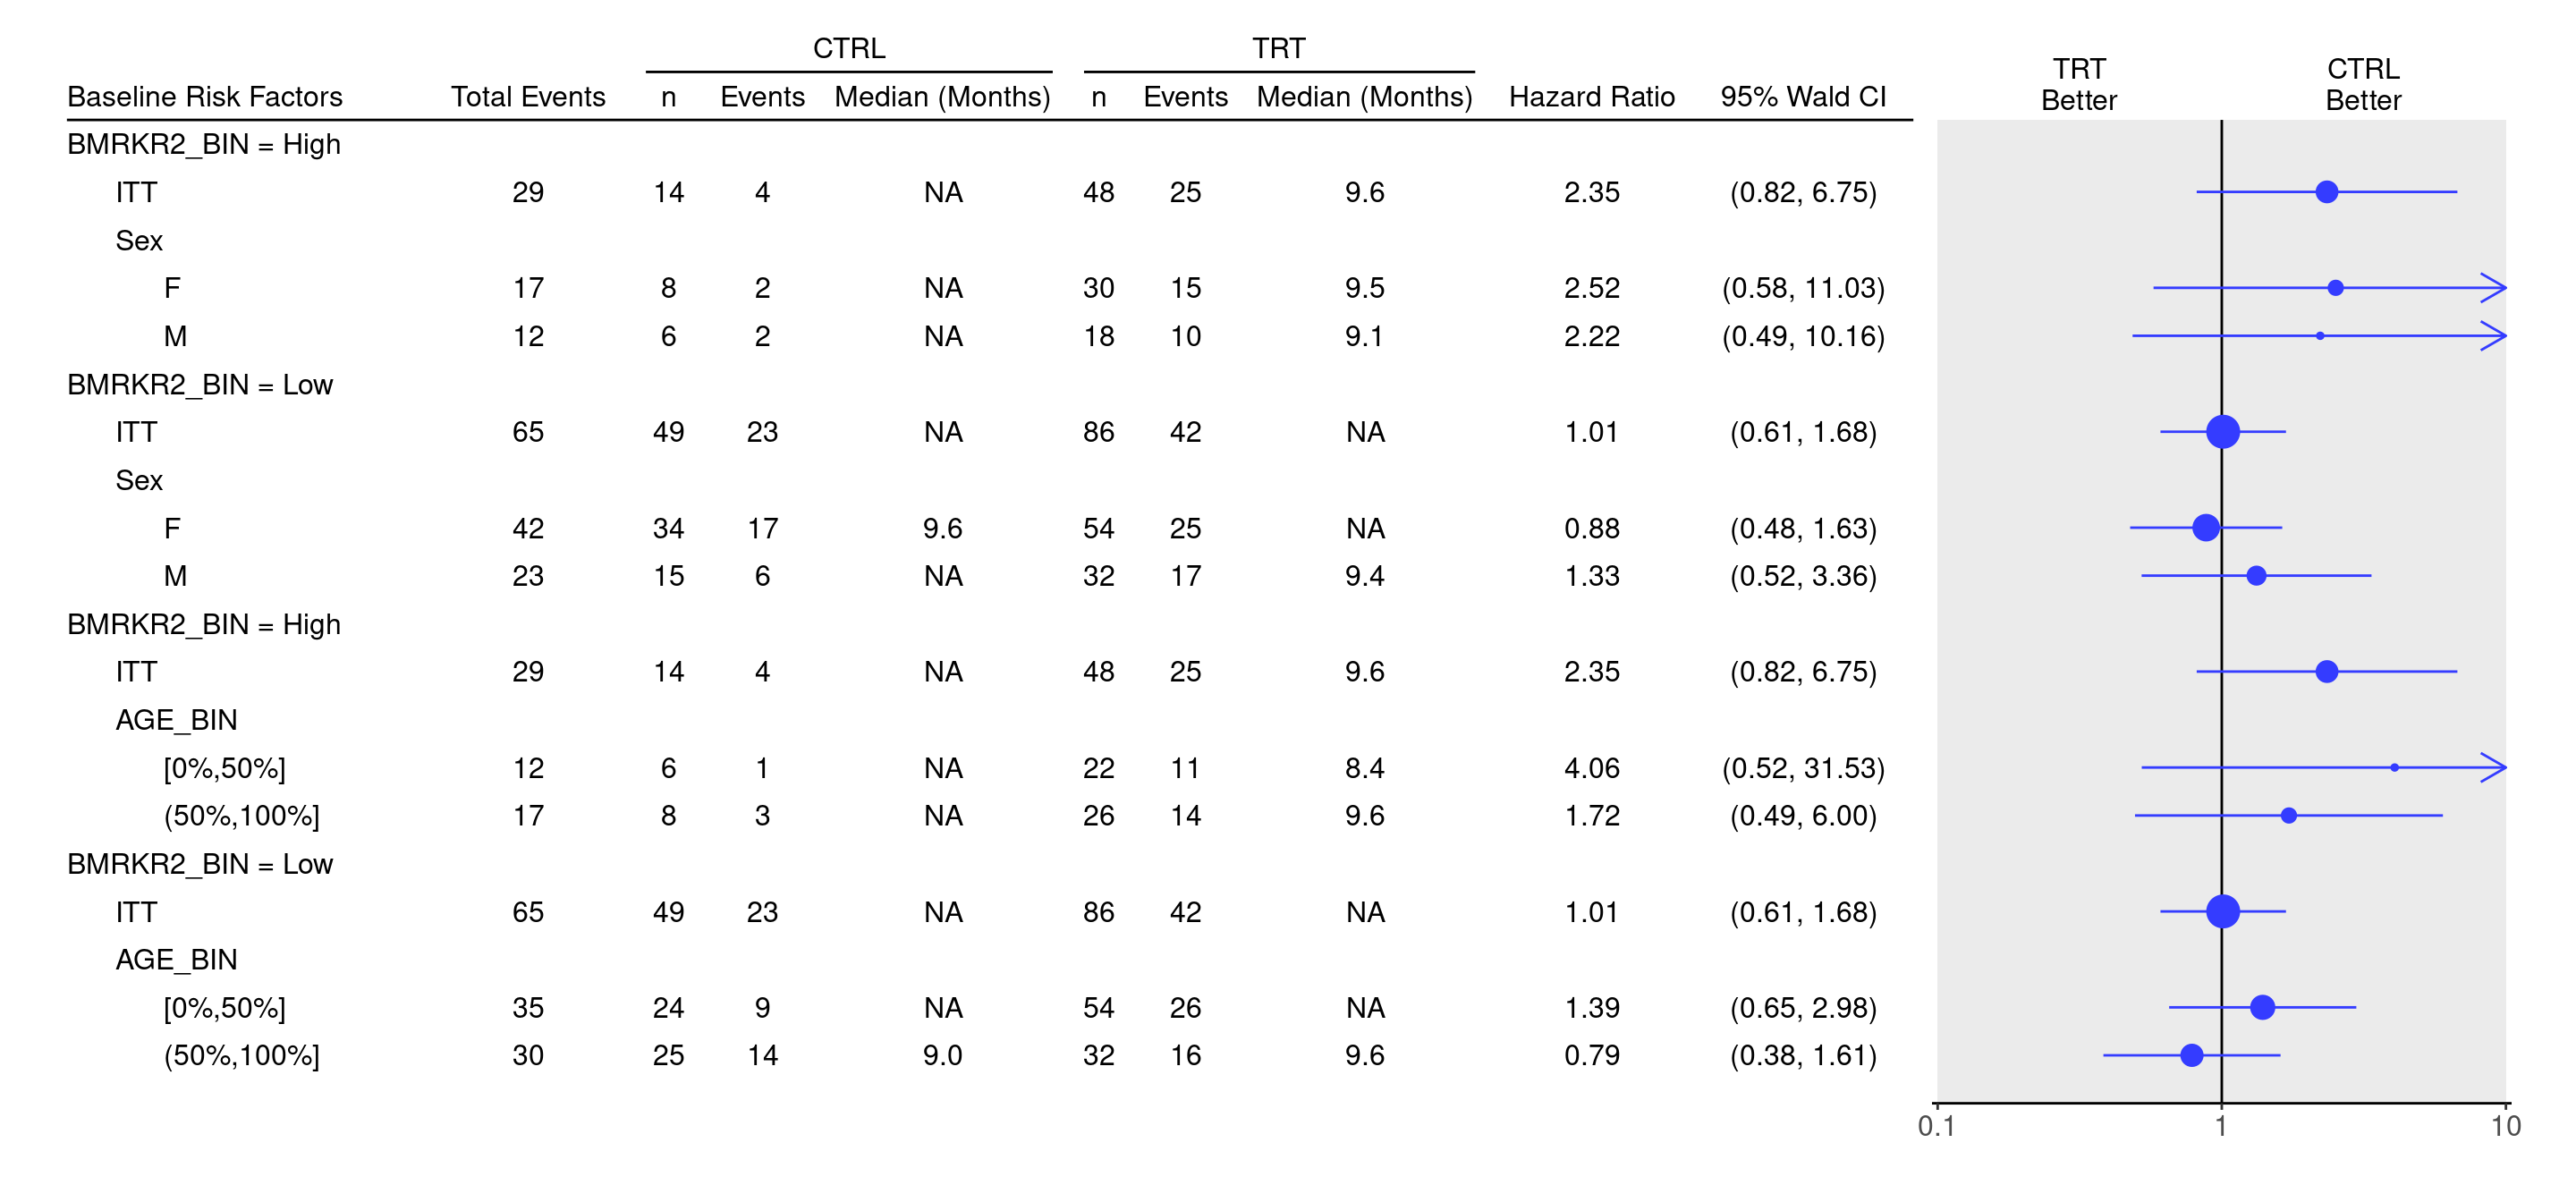 CTRL TRT
TRT CTRL
Baseline Risk Factors Total Events n Events Median (Months) n Events Median (Months) Hazard Ratio 95% Wald CI Better Better
BMRKR2_BIN = High
ITT 29 14 4 NA 48 25 9.6 2.35 (0.82, 6.75)
Sex
F 17 8 2 NA 30 15 9.5 2.52 (0.58, 11.03)
M 12 6 2 NA 18 10 9.1 2.22 (0.49, 10.16)
BMRKR2_BIN = Low
ITT 65 49 23 NA 86 42 NA 1.01 (0.61, 1.68)
Sex
F 42 34 17 9.6 54 25 NA 0.88 (0.48, 1.63)
M 23 15 6 NA 32 17 9.4 1.33 (0.52, 3.36)
BMRKR2_BIN = High
ITT 29 14 4 NA 48 25 9.6 2.35 (0.82, 6.75)
AGE_BIN
[0%,50%] 12 6 1 NA 22 11 8.4 4.06 (0.52, 31.53)
(50%,100%] 17 8 3 NA 26 14 9.6 1.72 (0.49, 6.00)
BMRKR2_BIN = Low
ITT 65 49 23 NA 86 42 NA 1.01 (0.61, 1.68)
AGE_BIN
[0%,50%] 35 24 9 NA 54 26 NA 1.39 (0.65, 2.98)
(50%,100%] 30 25 14 9.0 32 16 9.6 0.79 (0.38, 1.61)
0.1 1 10